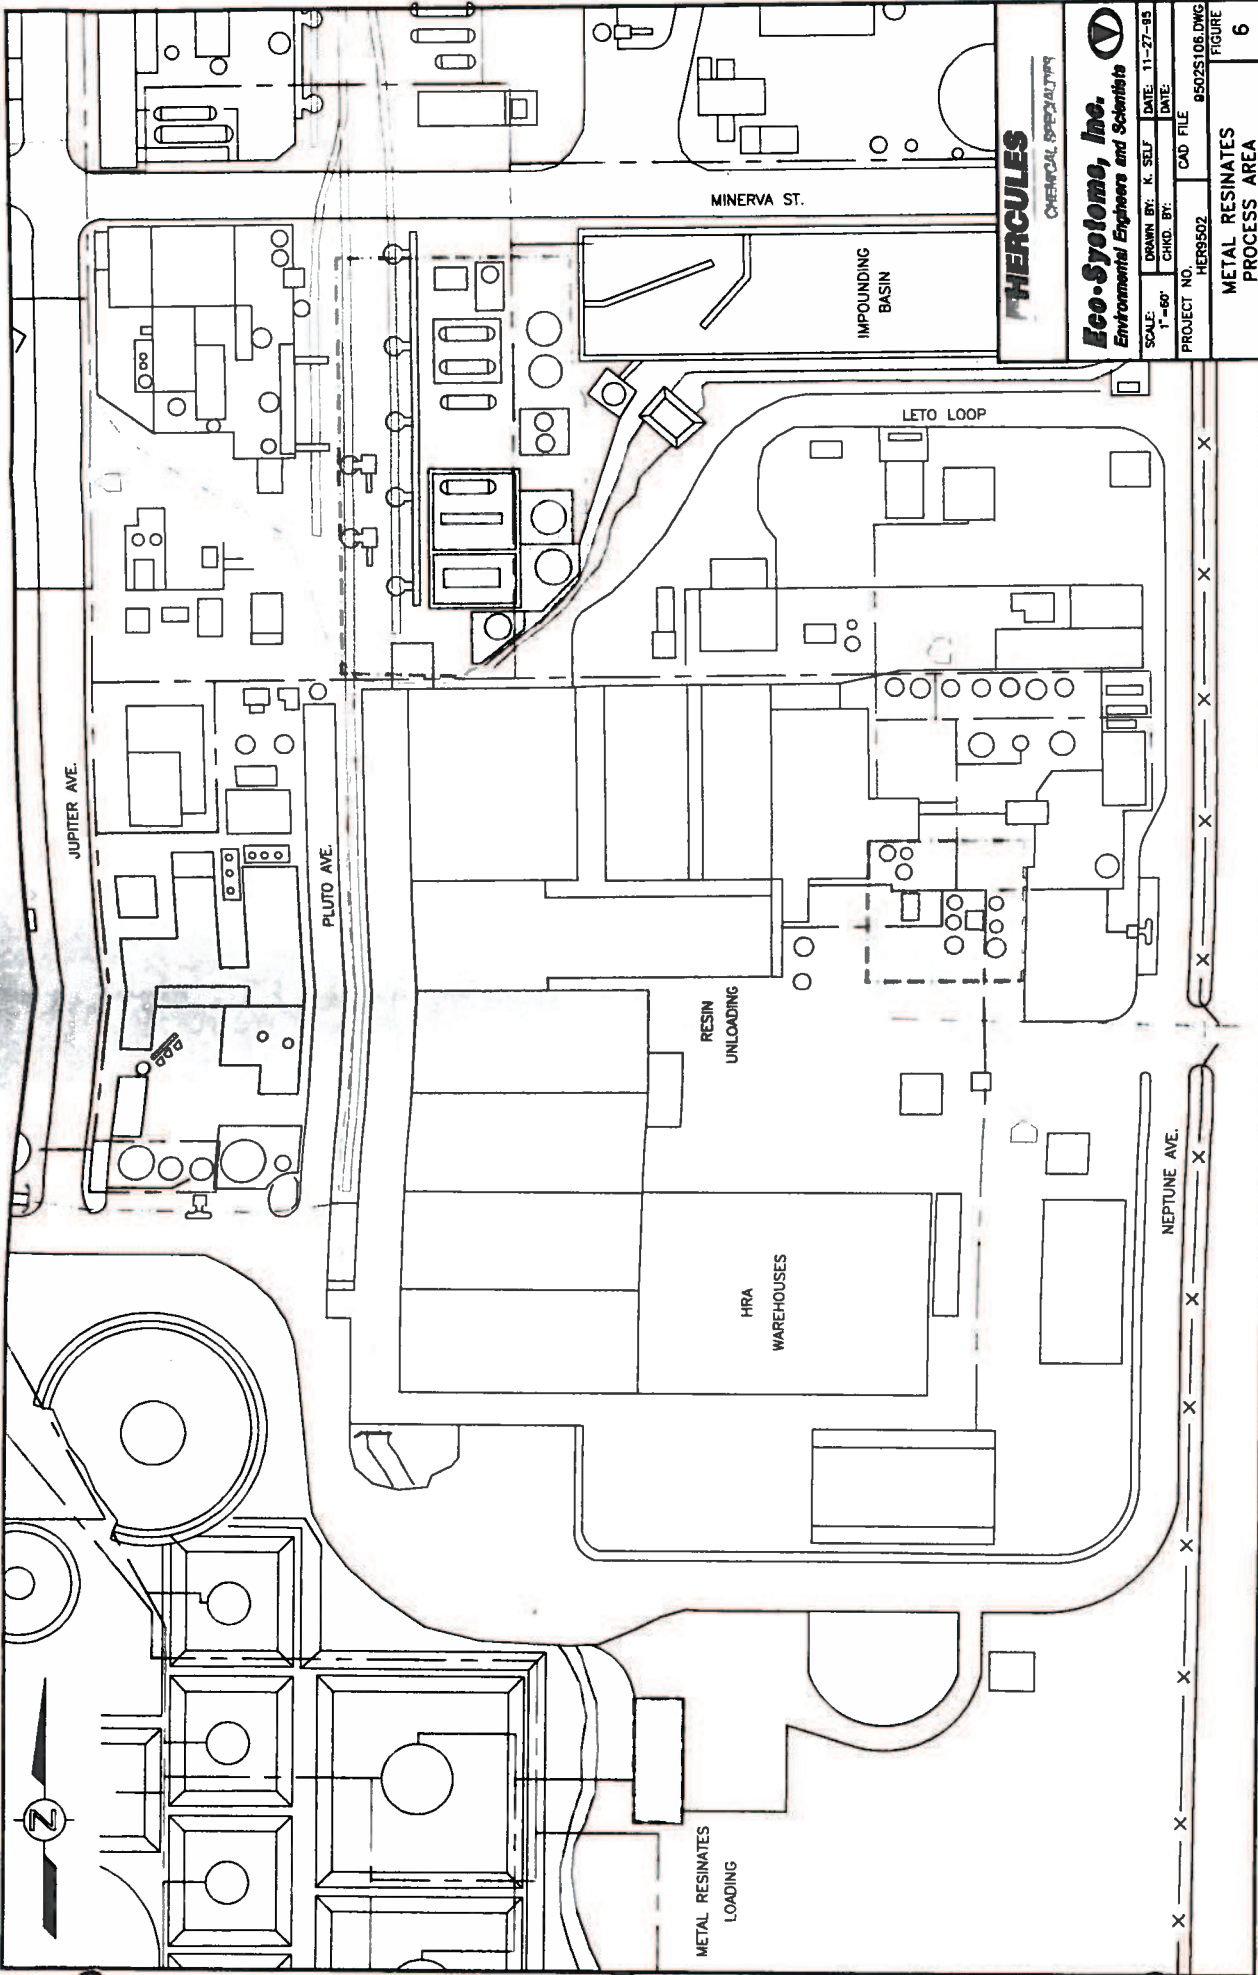 JUPITER AVE.
PLUTO AVE.
MINERVA ST.
IMPOUNDING
BASIN
LETO LOOP
RESIN
UNLOADING
HRA
WAREHOUSES
NEPTUNE AVE.
METAL RESINATES
LOADING
N
HERCULES
CHEMICAL SPECIALTIES
Eco-Systems, Inc.
Environmental Engineers and Scientists
SCALE: 1"=60'
DRAWN BY: K. SELF
DATE: 11-27-95
CHKD. BY:
DATE:
PROJECT NO. HER9502
CAD FILE 9502S106.DWG
METAL RESINATES
PROCESS AREA
FIGURE
6